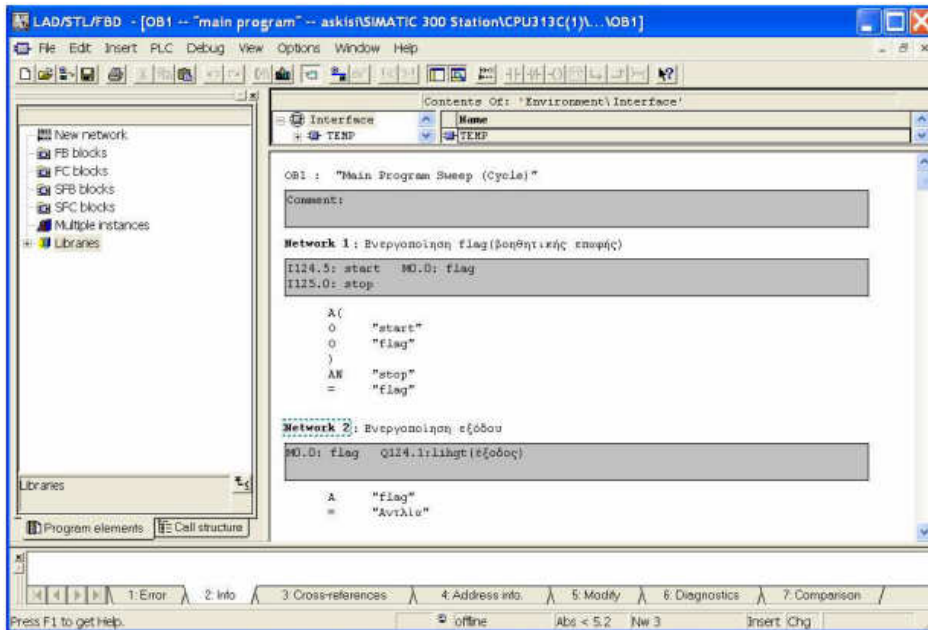 LAD/STL/FBD - [OB1 -- "main program" -- askisi\SIMATIC 300 Station\CPU313C(1)\...\OB1]
File Edit Insert PLC Debug View Options Window Help
Contents Of: 'Environment\Interface'
Interface
TEMP
Name
TEMP
New network
FB blocks
FC blocks
SFB blocks
SFC blocks
Multiple instances
Libraries
OB1 : "Main Program Sweep (Cycle)"
Comment:
Network 1 : Ενεργοποίηση flag(βοηθητικής επαφής)
I124.5: start M0.0: flag
I125.0: stop
A(
O "start"
O "flag"
)
AN "stop"
= "flag"
Network 2 : Ενεργοποίηση εξόδου
M0.0: flag Q124.1:lihgt(έξοδος)
A "flag"
= "Αντλία"
Libraries
Program elements Call structure
1: Error 2: Info 3: Cross-references 4: Address info. 5: Modify 6: Diagnostics 7: Comparison
Press F1 to get Help. offline Abs < 5.2 Nw 3 Insert Chg